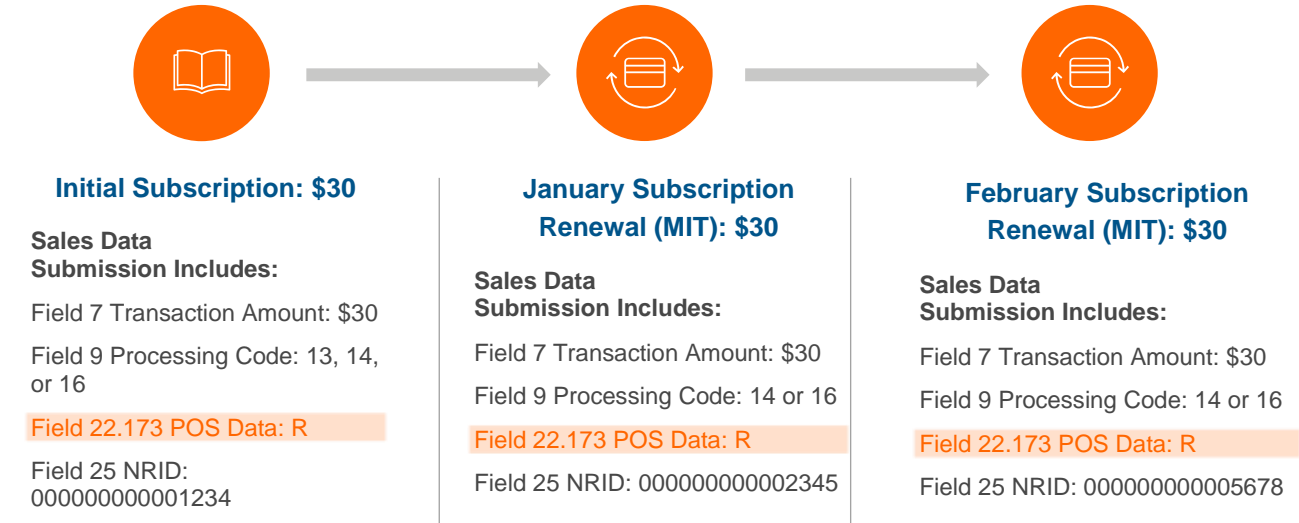 Initial Subscription: $30
Sales Data
Submission Includes:
Field 7 Transaction Amount: $30
Field 9 Processing Code: 13, 14,
or 16
Field 22.173 POS Data: R
Field 25 NRID:
000000000001234
January Subscription
Renewal (MIT): $30
Sales Data
Submission Includes:
Field 7 Transaction Amount: $30
Field 9 Processing Code: 14 or 16
Field 22.173 POS Data: R
Field 25 NRID: 000000000002345
February Subscription
Renewal (MIT): $30
Sales Data
Submission Includes:
Field 7 Transaction Amount: $30
Field 9 Processing Code: 14 or 16
Field 22.173 POS Data: R
Field 25 NRID: 000000000005678